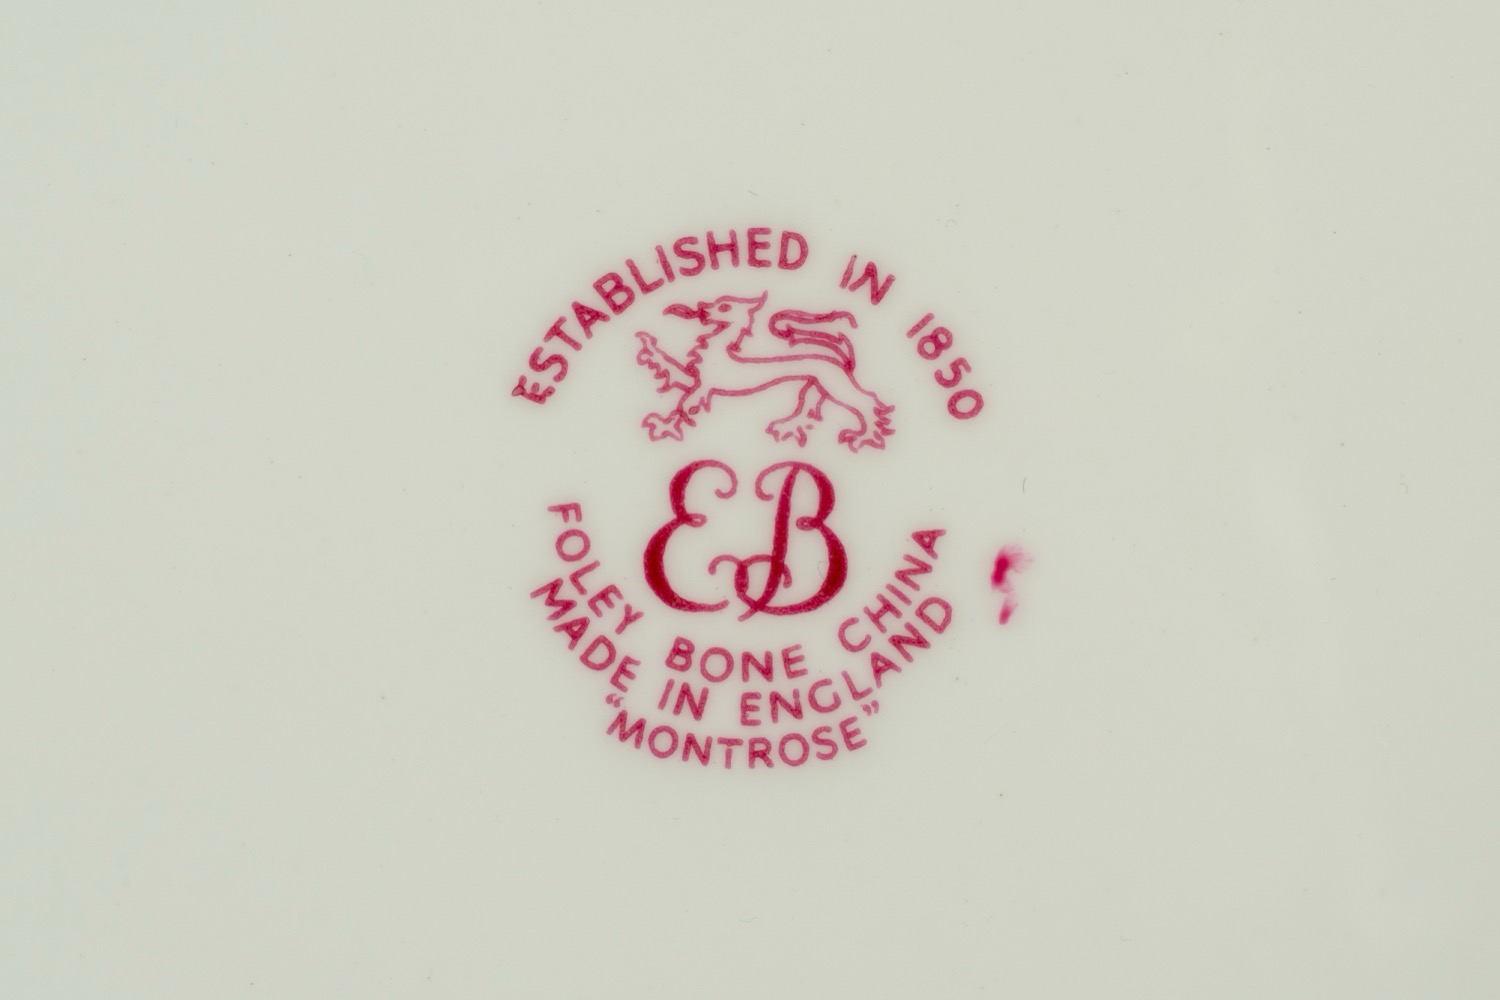 ESTABLISHED IN 1850
EB
FOLEY BONE CHINA
MADE IN ENGLAND
“MONTROSE”